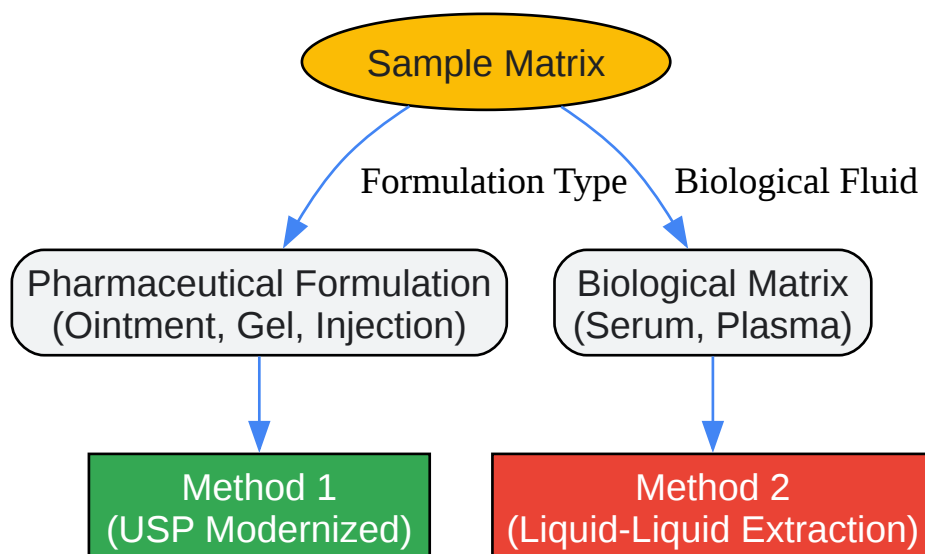 Sample Matrix
Formulation Type
Biological Fluid
Pharmaceutical Formulation
(Ointment, Gel, Injection)
Biological Matrix
(Serum, Plasma)
Method 1
(USP Modernized)
Method 2
(Liquid-Liquid Extraction)